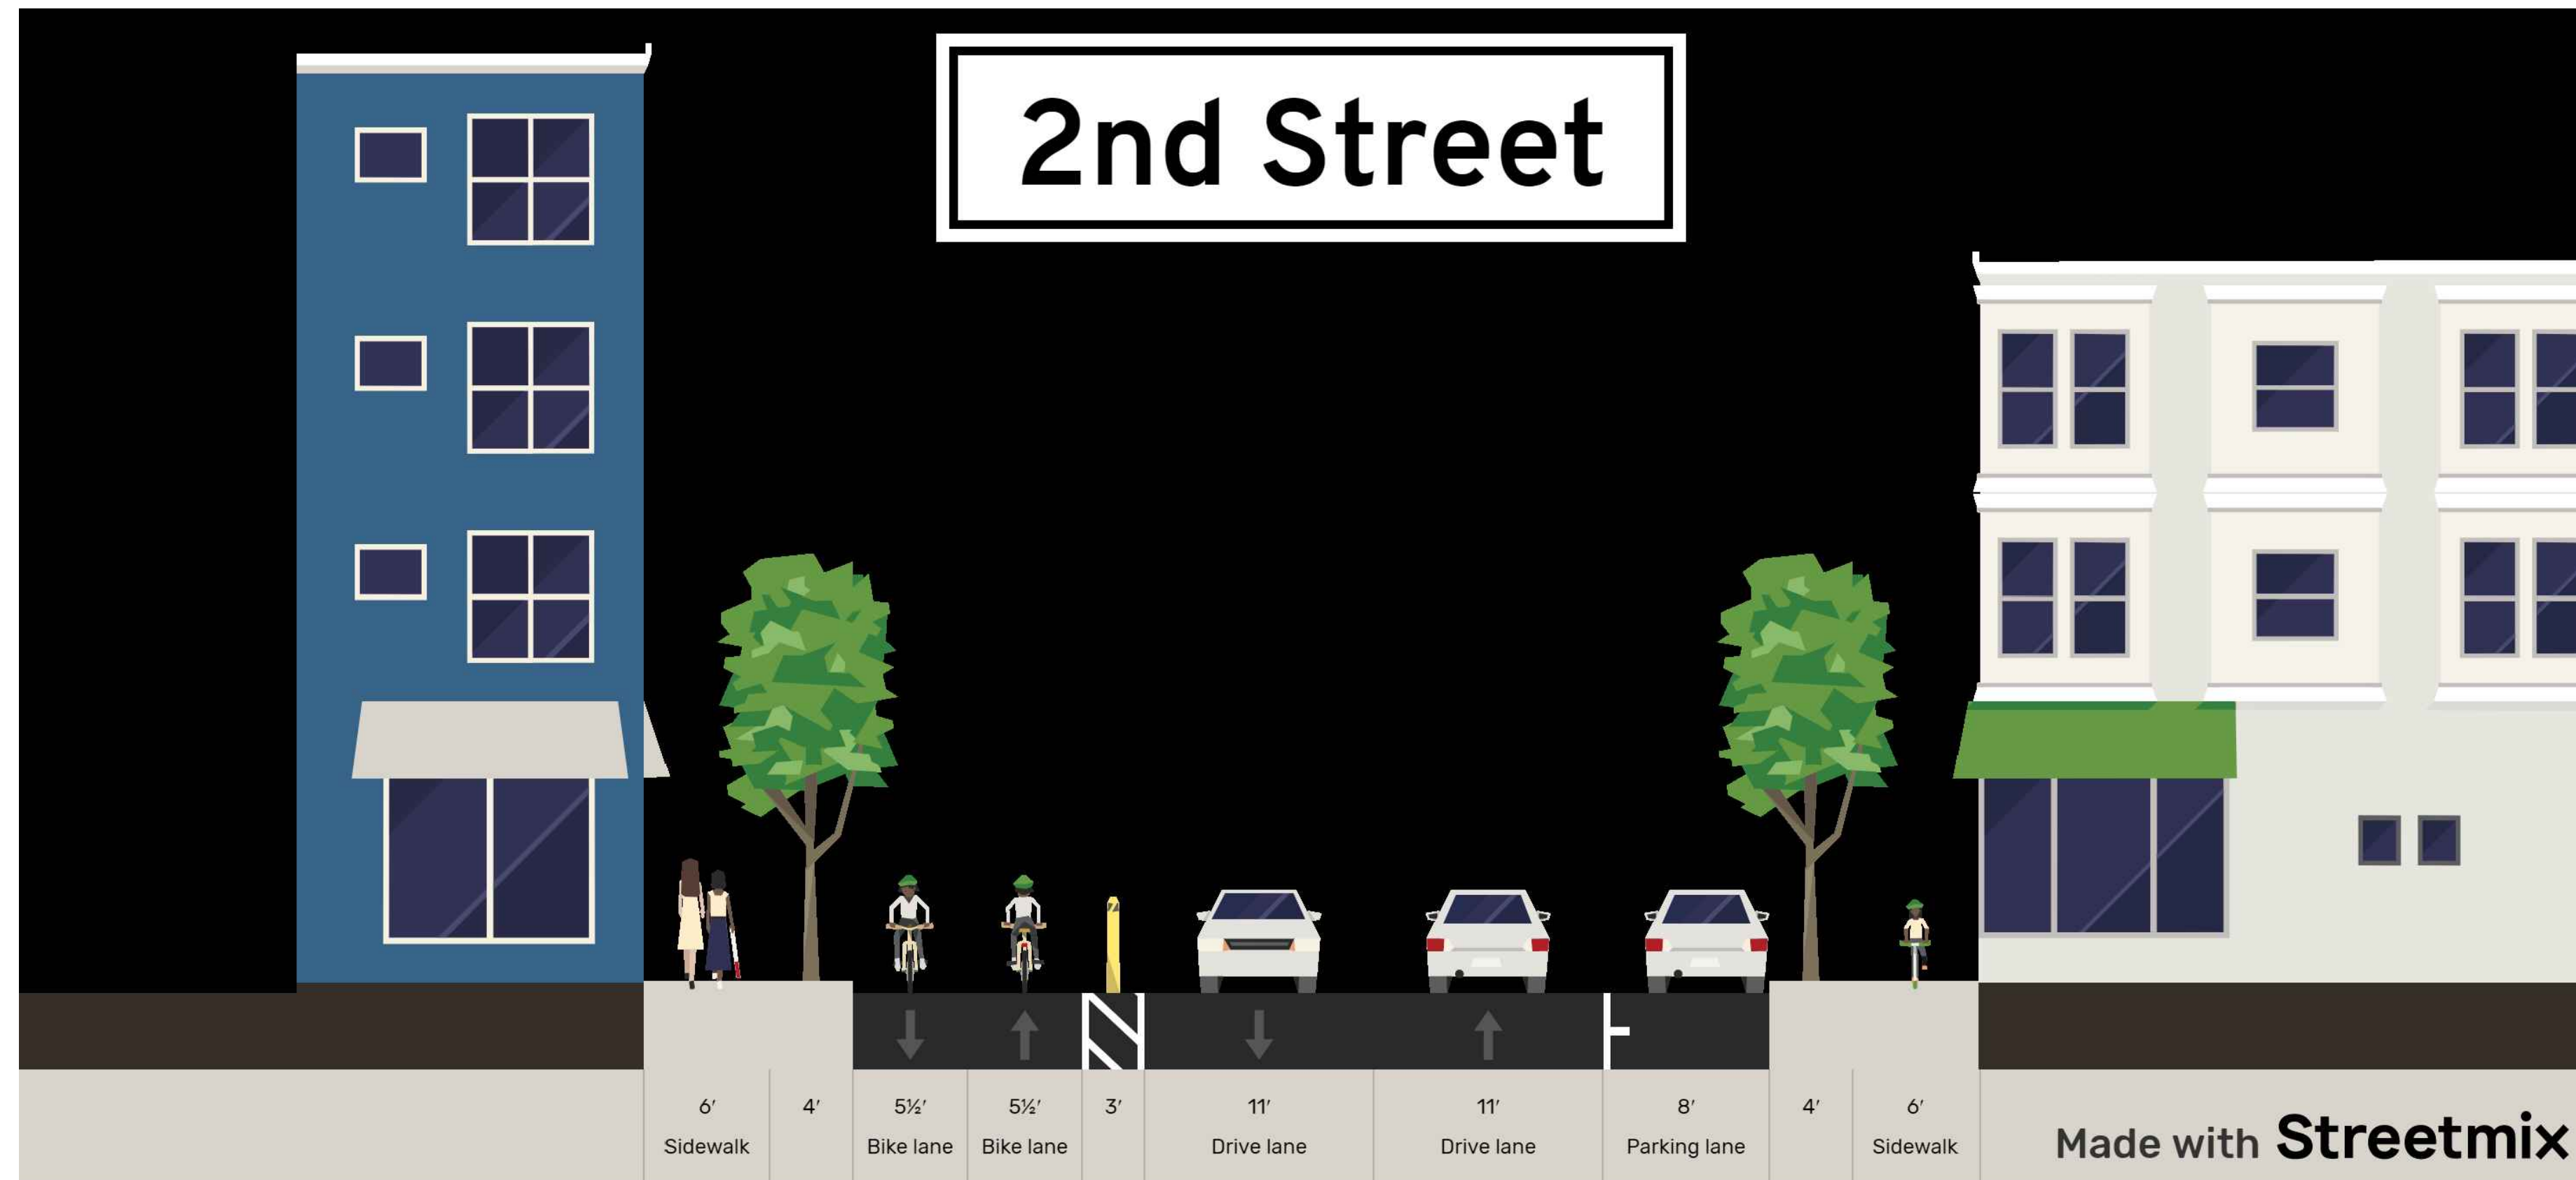 2nd Street
6′ 4′ 5½′ 5½′ 3′ 11′ 11′ 8′ 4′ 6′
Sidewalk Bike lane Bike lane Drive lane Drive lane Parking lane Sidewalk
Made with Streetmix